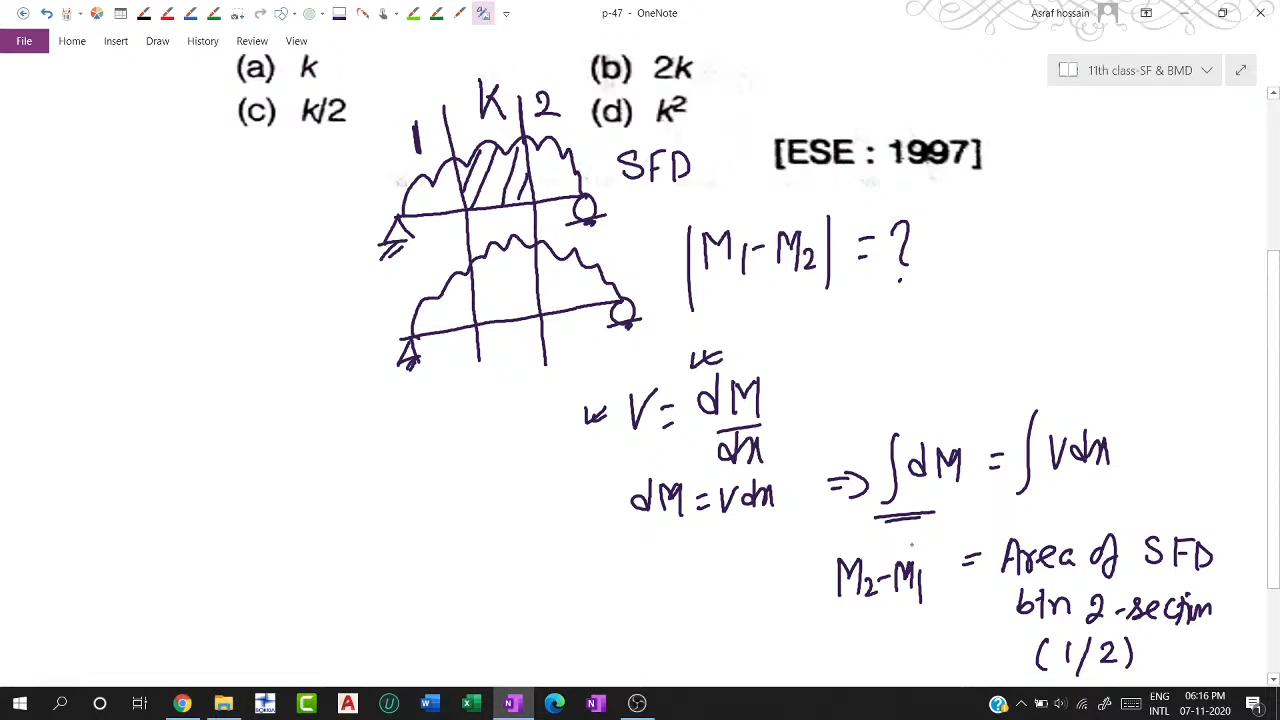 p-47 - OneNote
Asraf hossain
File Home Insert Draw History View
11th class-SF & BMD
(a) k (b) 2k
(c) k/2 (d) k²
[ESE : 1997]
1 K 2
SFD
|M₁-M₂| = ?
V = dM/dx
dM = Vdx ⇒ ∫dM = ∫Vdx
M₂-M₁ = Area of SFD
btn 2-section
(1/2)
ENG 06:16 PM
INTL 07-11-2020